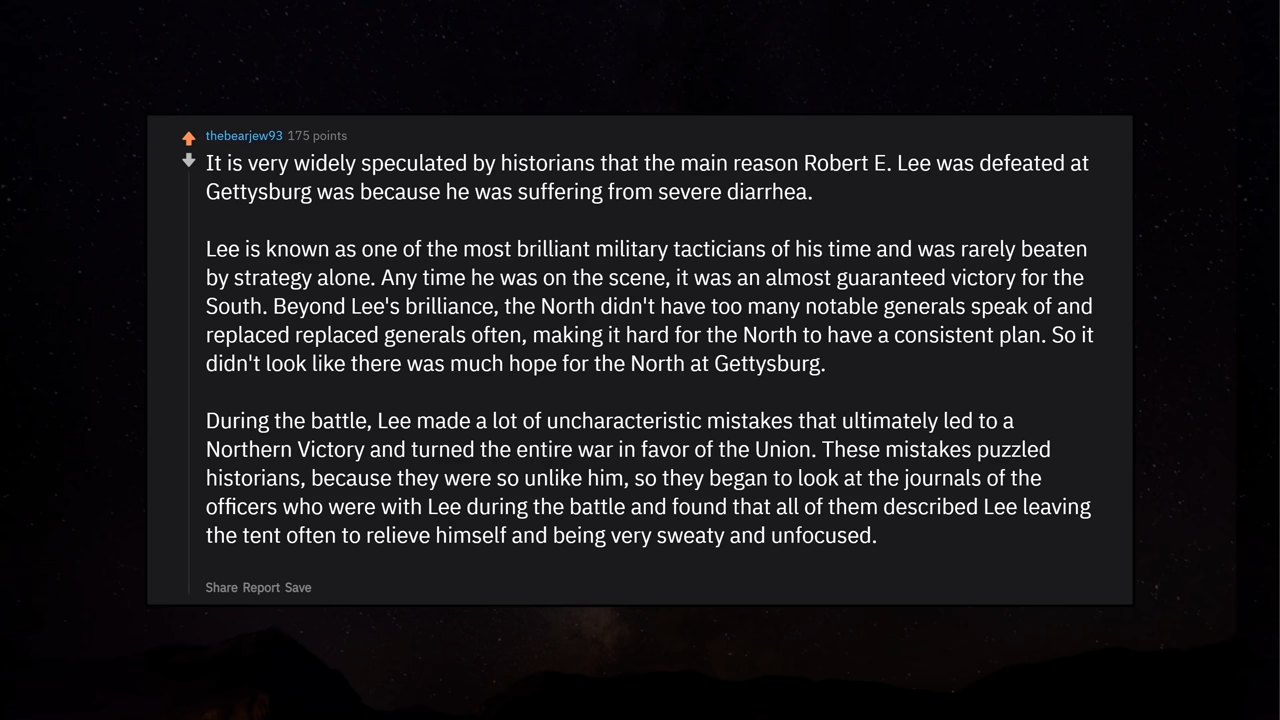 thebearjew93 175 points
It is very widely speculated by historians that the main reason Robert E. Lee was defeated at
Gettysburg was because he was suffering from severe diarrhea.
Lee is known as one of the most brilliant military tacticians of his time and was rarely beaten
by strategy alone. Any time he was on the scene, it was an almost guaranteed victory for the
South. Beyond Lee's brilliance, the North didn't have too many notable generals speak of and
replaced replaced generals often, making it hard for the North to have a consistent plan. So it
didn't look like there was much hope for the North at Gettysburg.
During the battle, Lee made a lot of uncharacteristic mistakes that ultimately led to a
Northern Victory and turned the entire war in favor of the Union. These mistakes puzzled
historians, because they were so unlike him, so they began to look at the journals of the
officers who were with Lee during the battle and found that all of them described Lee leaving
the tent often to relieve himself and being very sweaty and unfocused.
Share Report Save